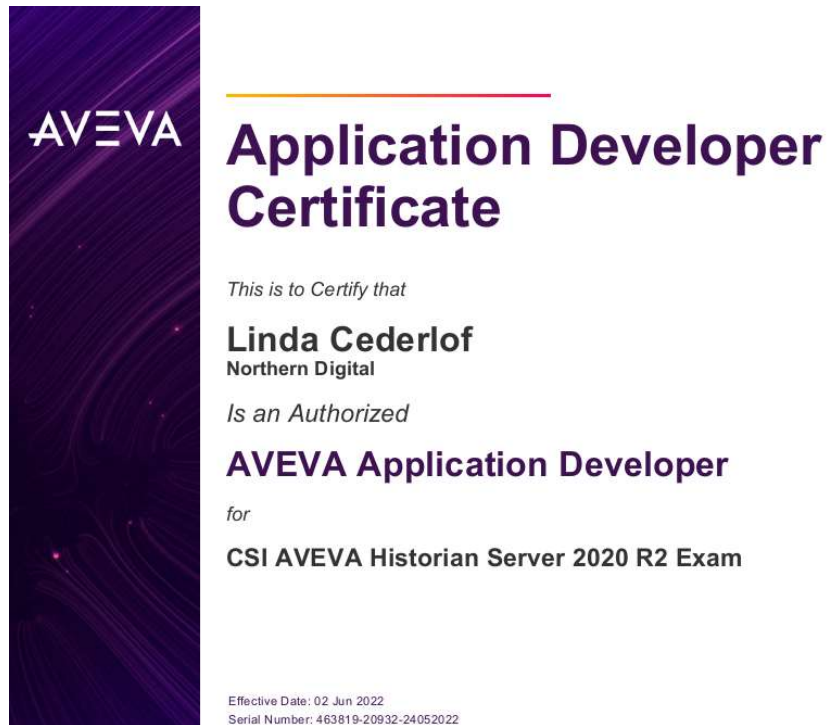 AVEVA
Application Developer
Certificate
This is to Certify that
Linda Cederlof
Northern Digital
Is an Authorized
AVEVA Application Developer
for
CSI AVEVA Historian Server 2020 R2 Exam
Effective Date: 02 Jun 2022
Serial Number: 463819-20932-24052022